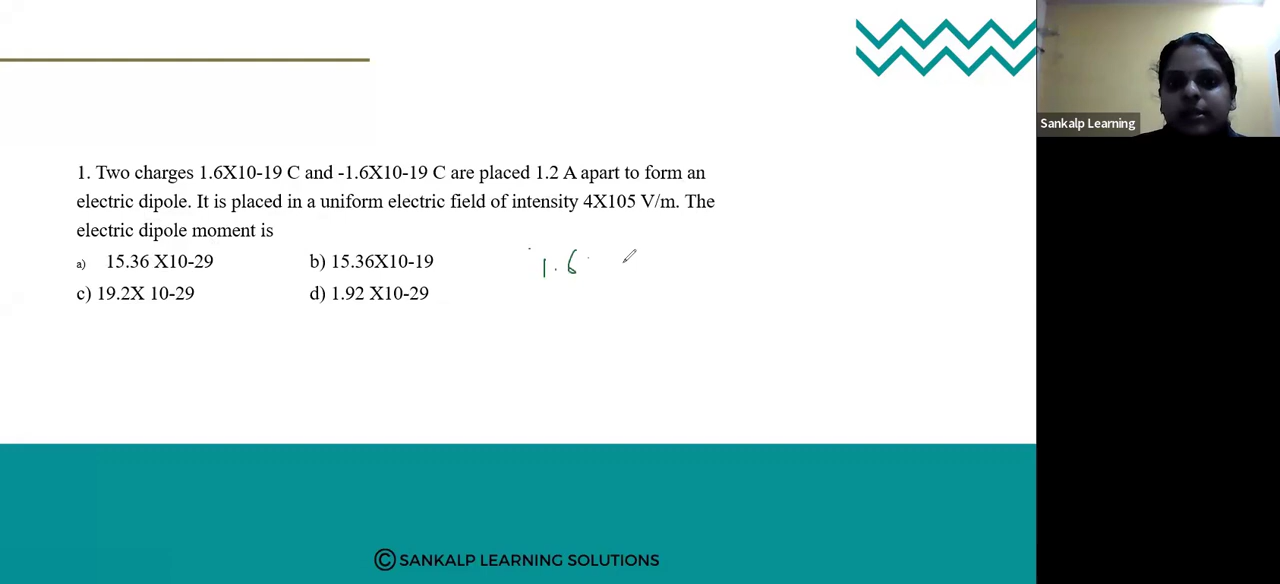 Sankalp Learning
1. Two charges 1.6X10-19 C and -1.6X10-19 C are placed 1.2 A apart to form an
electric dipole. It is placed in a uniform electric field of intensity 4X105 V/m. The
electric dipole moment is
a) 15.36 X10-29 b) 15.36X10-19
1.6
c) 19.2X 10-29 d) 1.92 X10-29
© SANKALP LEARNING SOLUTIONS